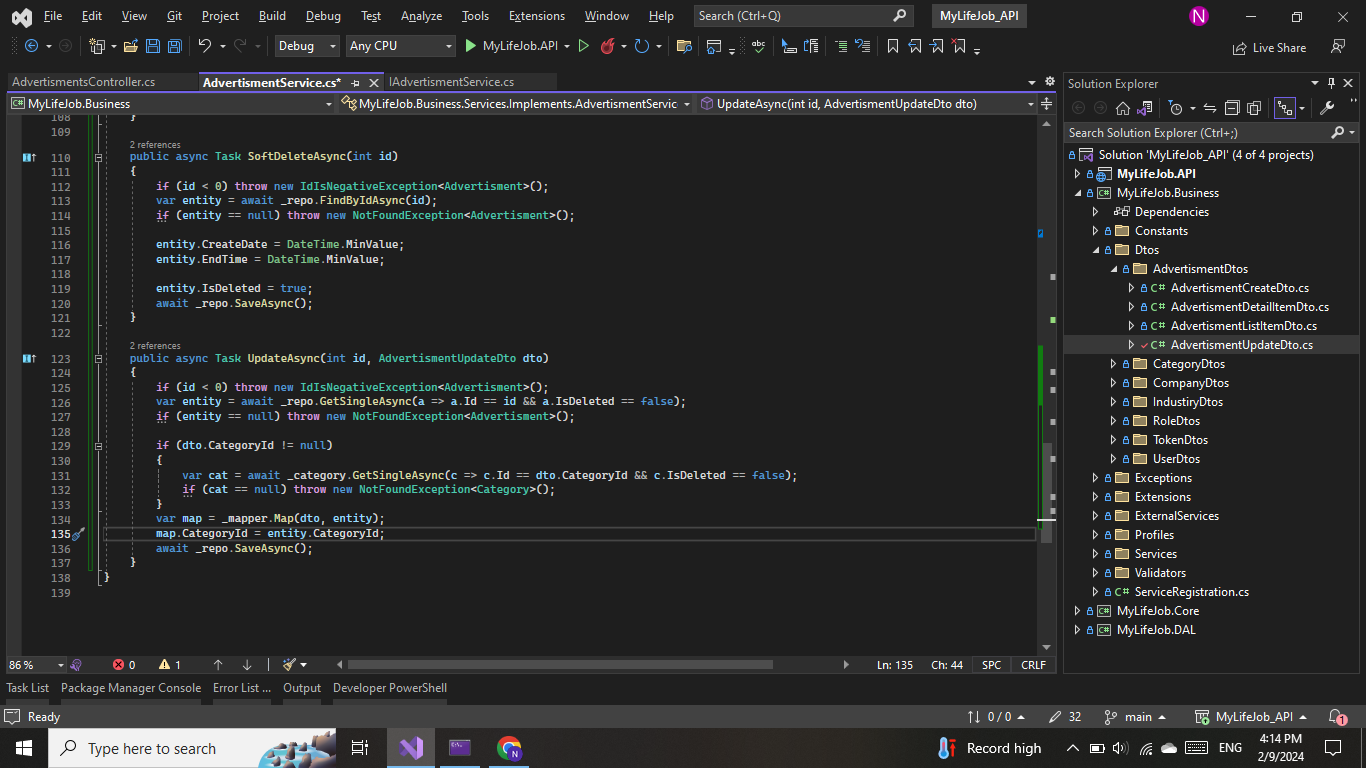 File Edit View Git Project Build Debug Test Analyze Tools Extensions Window Help Search (Ctrl+Q) MyLifeJob_API N
Debug Any CPU MyLifeJob.API Live Share
AdvertismentsController.cs AdvertismentService.cs* IAdvertismentService.cs
MyLifeJob.Business MyLifeJob.Business.Services.Implements.AdvertismentServic UpdateAsync(int id, AdvertismentUpdateDto dto)
108 }
109
2 references
110 public async Task SoftDeleteAsync(int id)
111 {
112 if (id < 0) throw new IdIsNegativeException<Advertisment>();
113 var entity = await _repo.FindByIdAsync(id);
114 if (entity == null) throw new NotFoundException<Advertisment>();
115
116 entity.CreateDate = DateTime.MinValue;
117 entity.EndTime = DateTime.MinValue;
118
119 entity.IsDeleted = true;
120 await _repo.SaveAsync();
121 }
122
2 references
123 public async Task UpdateAsync(int id, AdvertismentUpdateDto dto)
124 {
125 if (id < 0) throw new IdIsNegativeException<Advertisment>();
126 var entity = await _repo.GetSingleAsync(a => a.Id == id && a.IsDeleted == false);
127 if (entity == null) throw new NotFoundException<Advertisment>();
128
129 if (dto.CategoryId != null)
130 {
131 var cat = await _category.GetSingleAsync(c => c.Id == dto.CategoryId && c.IsDeleted == false);
132 if (cat == null) throw new NotFoundException<Category>();
133 }
134 var map = _mapper.Map(dto, entity);
135 map.CategoryId = entity.CategoryId;
136 await _repo.SaveAsync();
137 }
138 }
139
86 % 0 1 Ln: 135 Ch: 44 SPC CRLF
Solution Explorer
Search Solution Explorer (Ctrl+;)
Solution 'MyLifeJob_API' (4 of 4 projects)
MyLifeJob.API
MyLifeJob.Business
Dependencies
Constants
Dtos
AdvertismentDtos
C# AdvertismentCreateDto.cs
C# AdvertismentDetailItemDto.cs
C# AdvertismentListItemDto.cs
C# AdvertismentUpdateDto.cs
CategoryDtos
CompanyDtos
IndustiryDtos
RoleDtos
TokenDtos
UserDtos
Exceptions
Extensions
ExternalServices
Profiles
Services
Validators
C# ServiceRegistration.cs
MyLifeJob.Core
MyLifeJob.DAL
Task List Package Manager Console Error List ... Output Developer PowerShell
Ready 0 / 0 32 main MyLifeJob_API 1
Type here to search Record high ENG 4:14 PM
2/9/2024